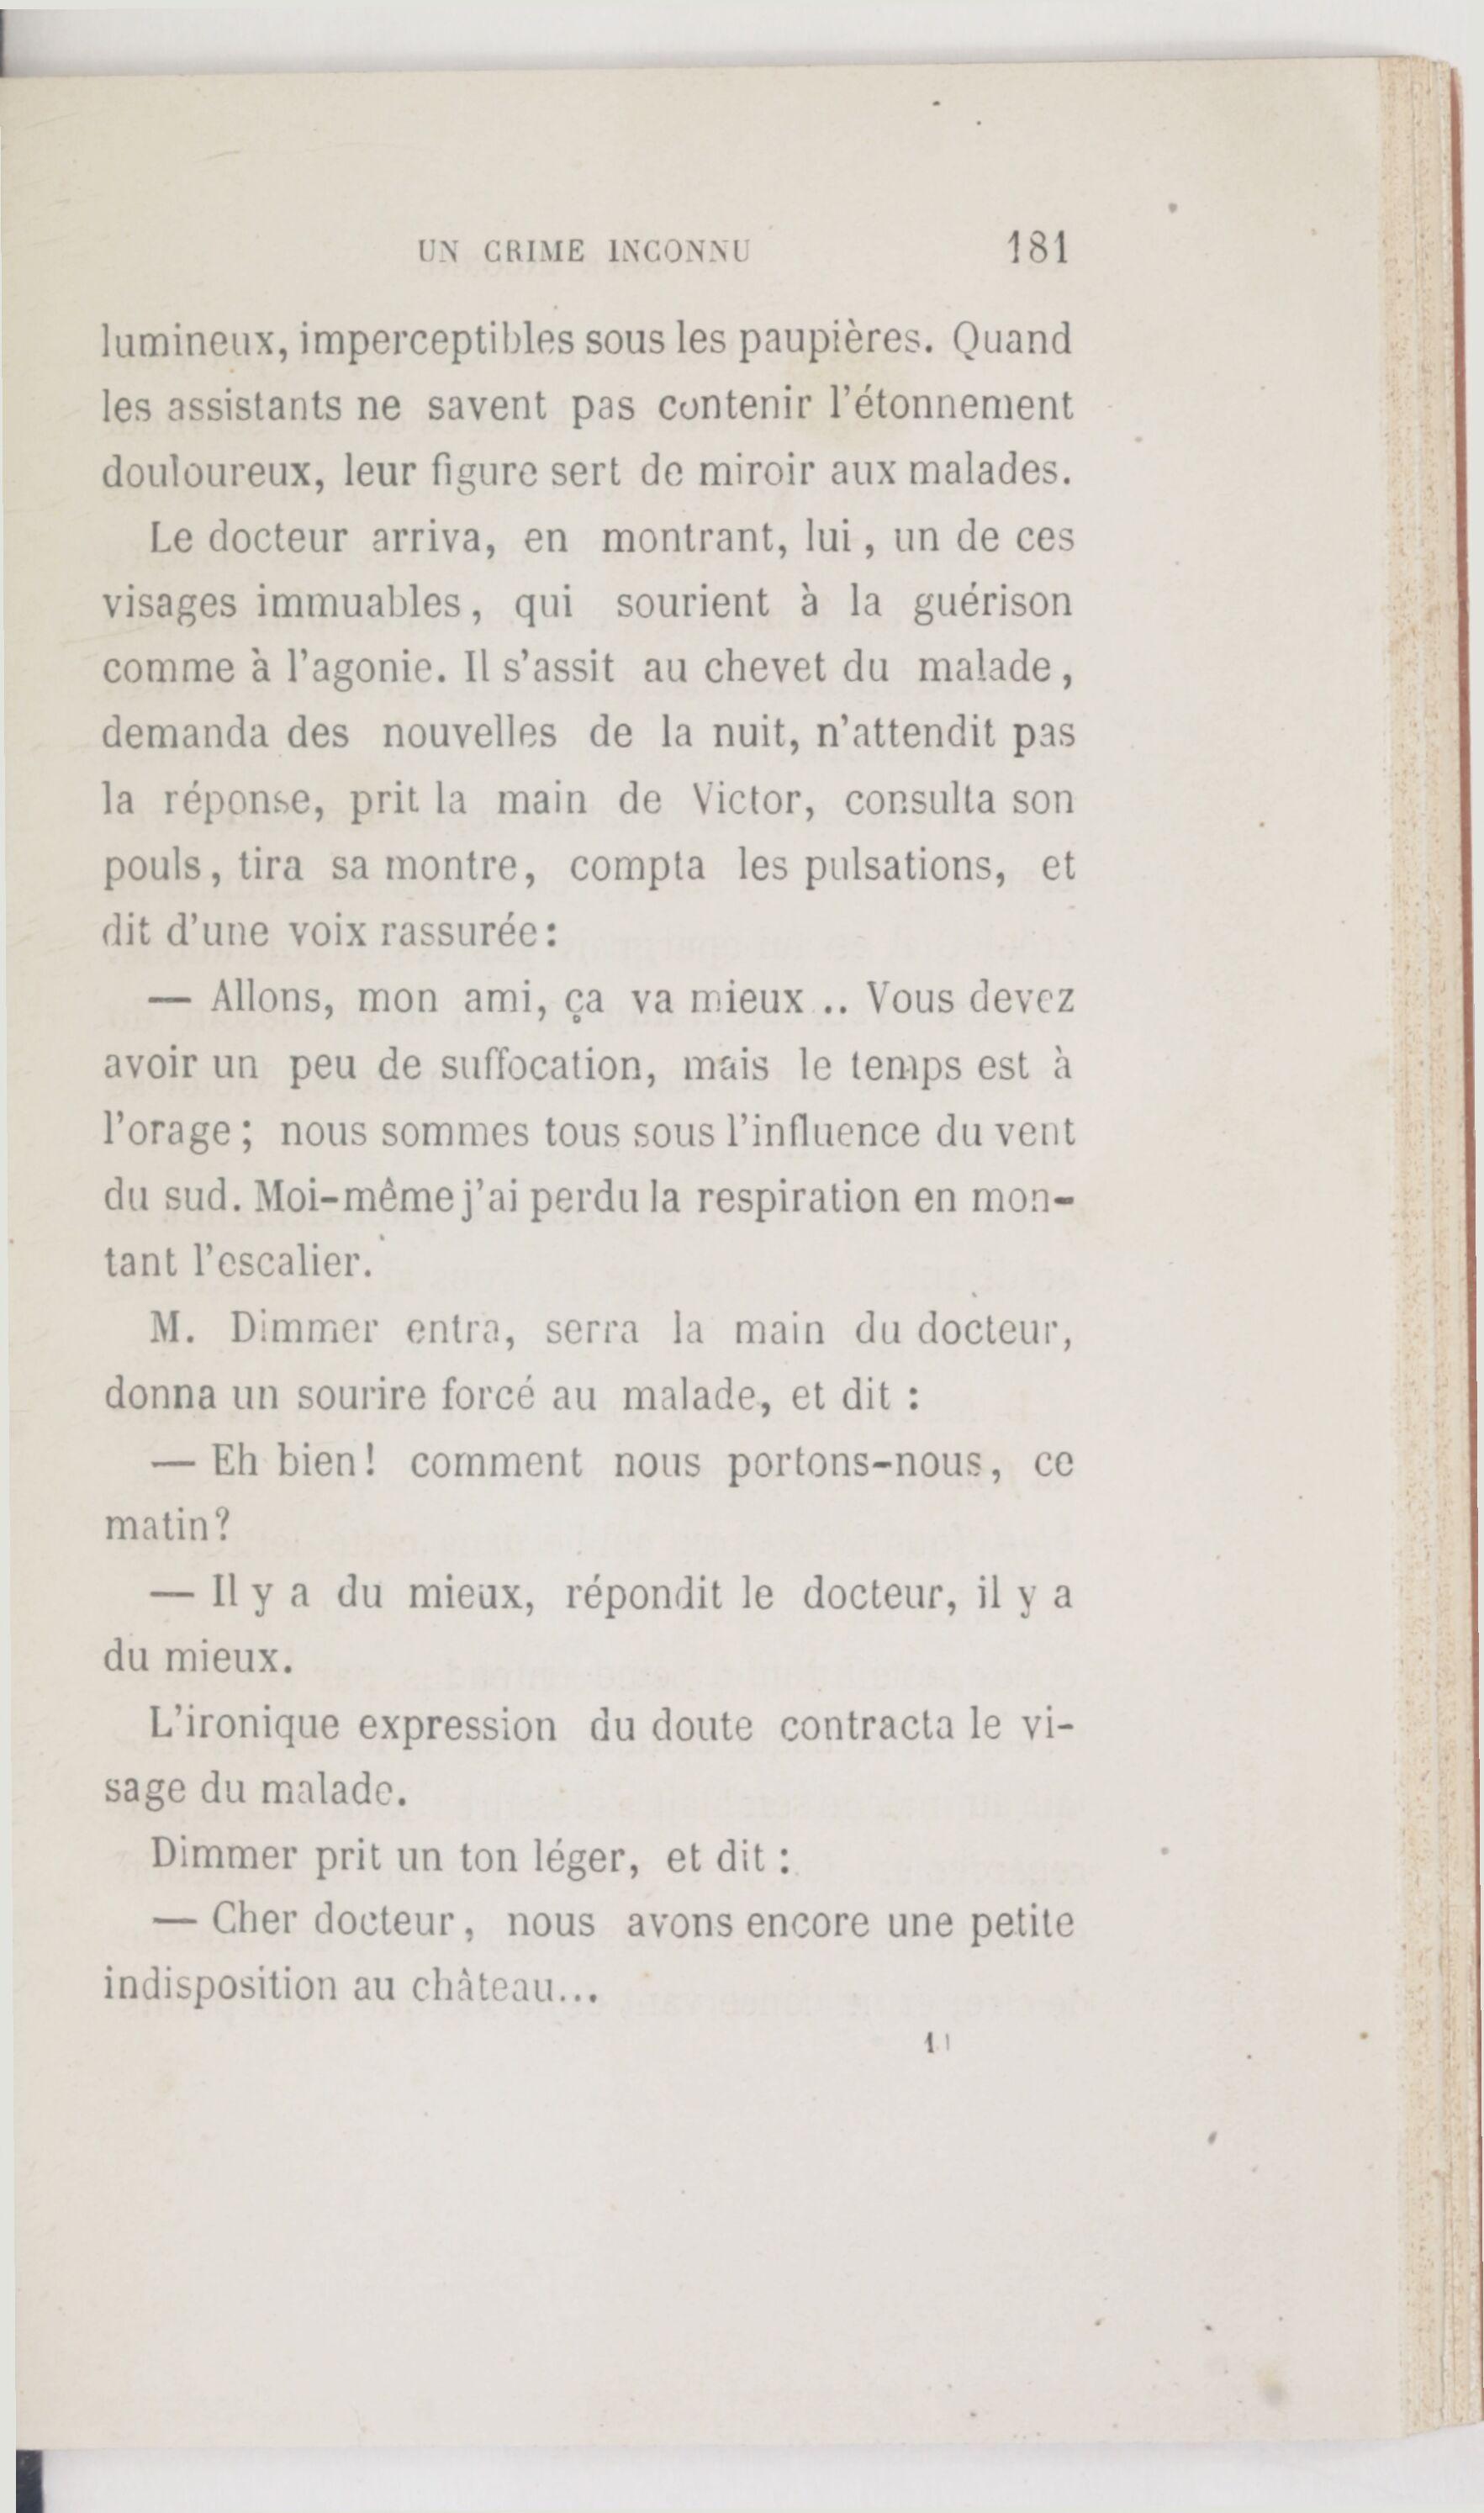 UN CRIME INCONNU 181
lumineux, imperceptibles sous les paupières. Quand
les assistants ne savent pas contenir l'étonnement
douloureux, leur figure sert de miroir aux malades.
Le docteur arriva, en montrant, lui, un de ces
visages immuables, qui sourient à la guérison
comme à l'agonie. Il s'assit au chevet du malade,
demanda des nouvelles de la nuit, n'attendit pas
la réponse, prit la main de Victor, consulta son
pouls, tira sa montre, compta les pulsations, et
dit d'une voix rassurée:
— Allons, mon ami, ça va mieux .. Vous devez
avoir un peu de suffocation, mais le temps est à
l'orage; nous sommes tous sous l'influence du vent
du sud. Moi-même j'ai perdu la respiration en mon-
tant l'escalier.
M. Dimmer entra, serra la main du docteur,
donna un sourire forcé au malade, et dit :
— Eh bien! comment nous portons-nous, ce
matin?
— Il y a du mieux, répondit le docteur, il y a
du mieux.
L'ironique expression du doute contracta le vi-
sage du malade.
Dimmer prit un ton léger, et dit :
— Cher docteur, nous avons encore une petite
indisposition au château...
11